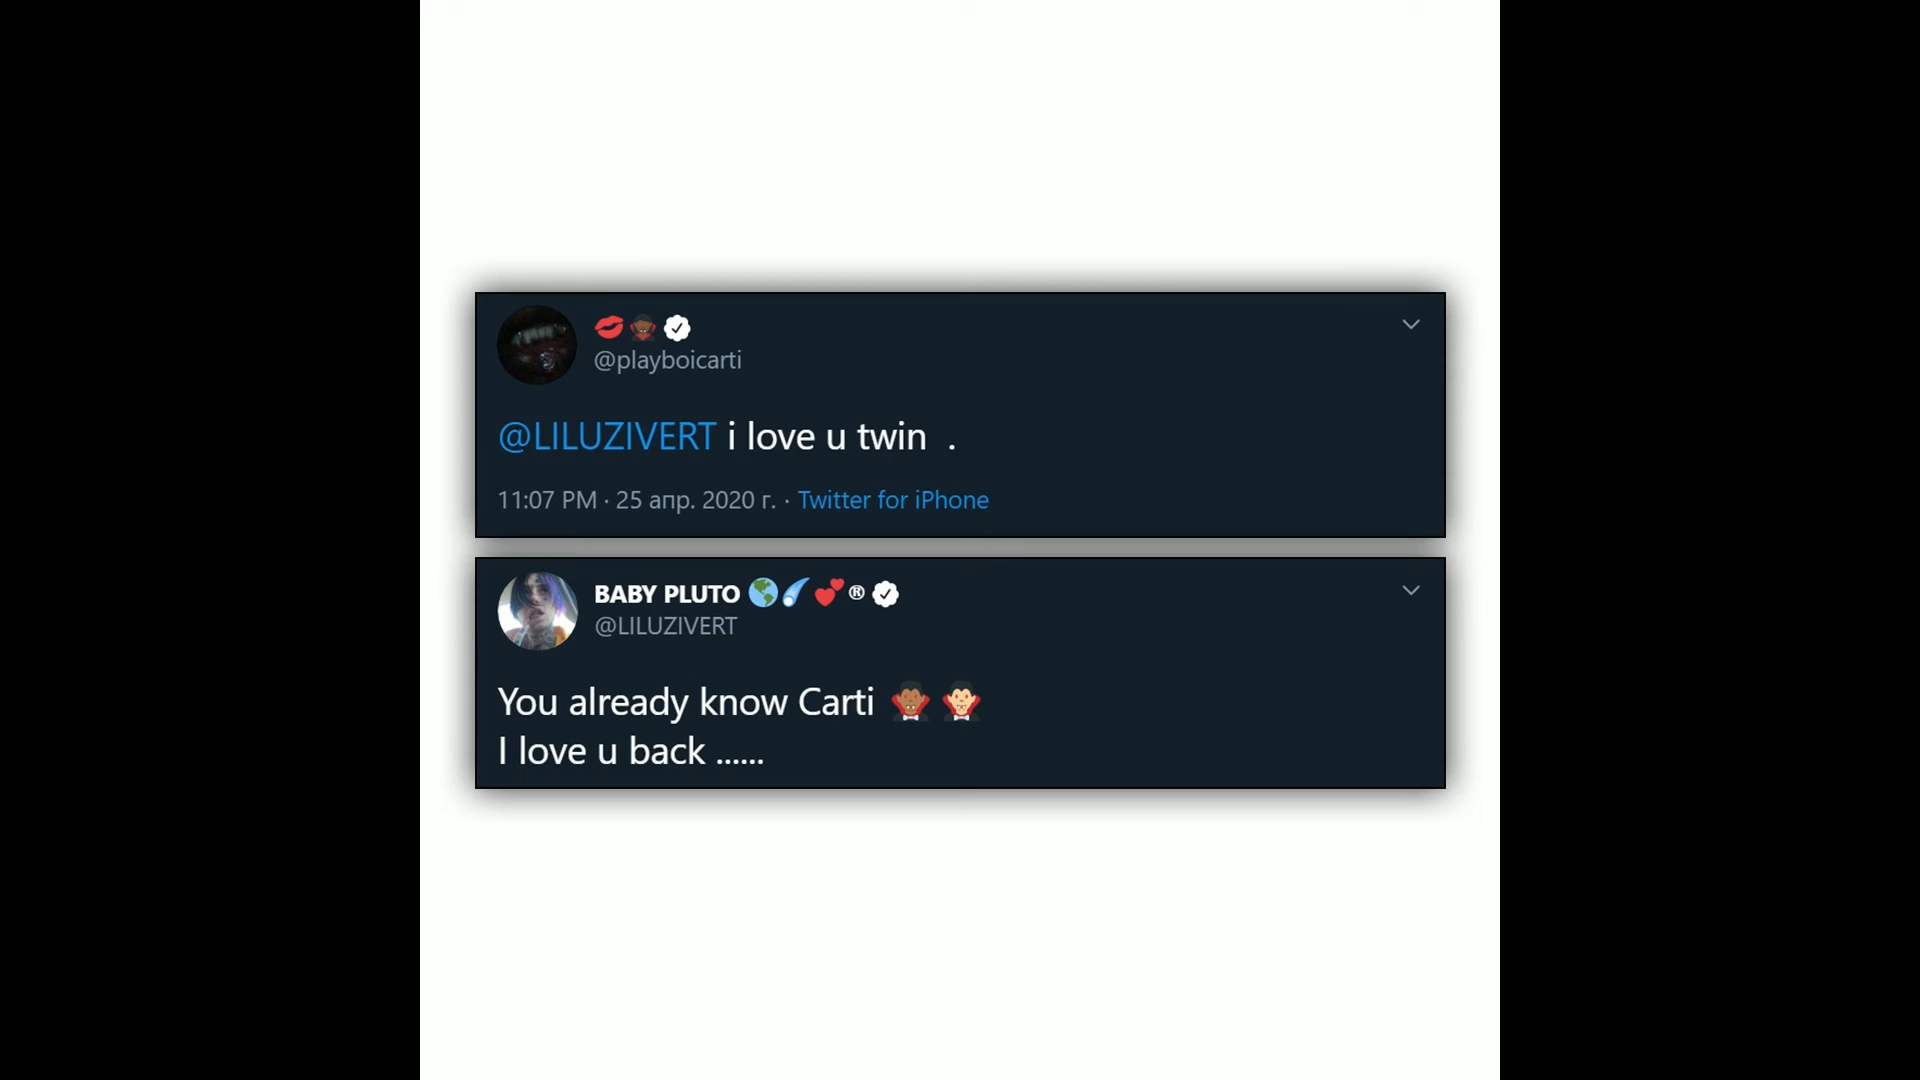 💋🧛🏾‍♂️
@playboicarti
@LILUZIVERT i love u twin  .
11:07 PM · 25 апр. 2020 г. · Twitter for iPhone
BABY PLUTO 🌎☄️💕®
@LILUZIVERT
You already know Carti 🧛🏾‍♂️ 🧛🏻‍♂️
I love u back ......